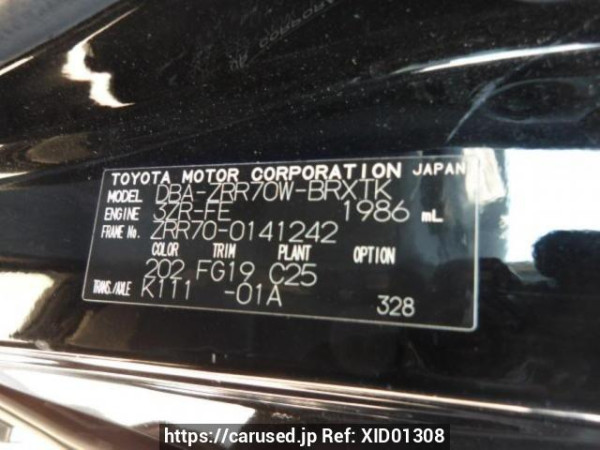 TOYOTA MOTOR CORPORATION JAPAN
MODEL DBA-ZRR70W-BRXTK
ENGINE 3ZR-FE 1986 mL
FRAME No. ZRR70-0141242
COLOR TRIM PLANT OPTION
202 FG19 C25
TRANS./AXLE K111 -01A
328
https://carused.jp Ref: XID01308